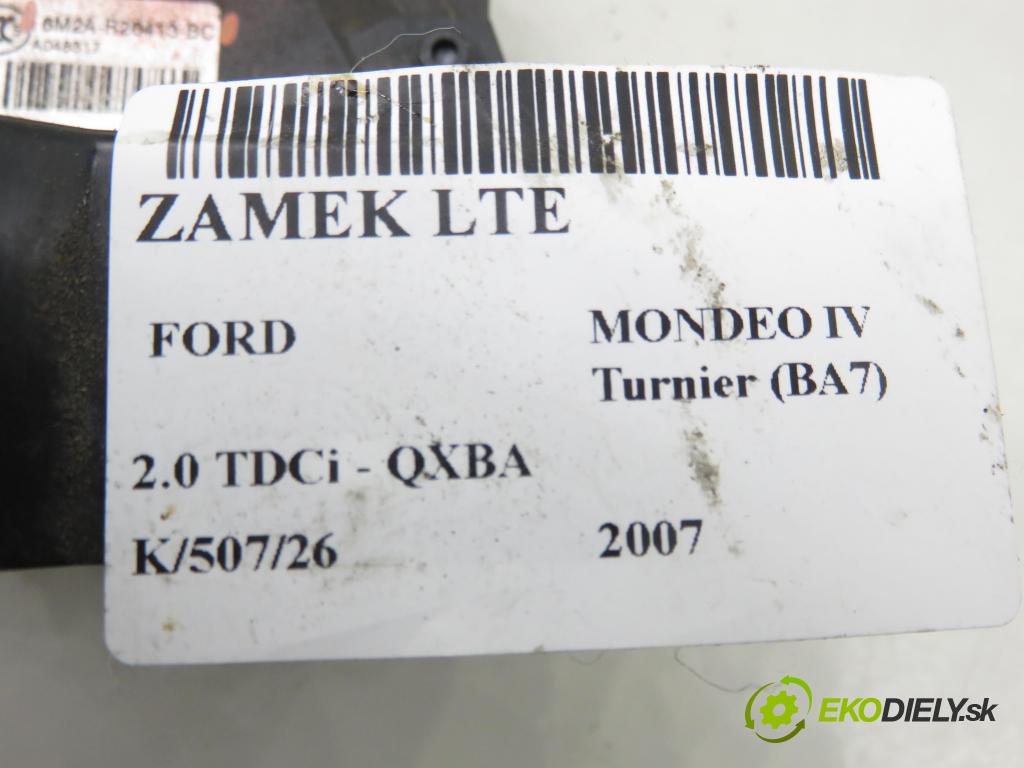 6M2A-R26413-BC
A048317
ZAMEK LTE
FORD
MONDEO IV
Turnier (BA7)
2.0 TDCi - QXBA
K/507/26
2007
EKODIELY.sk